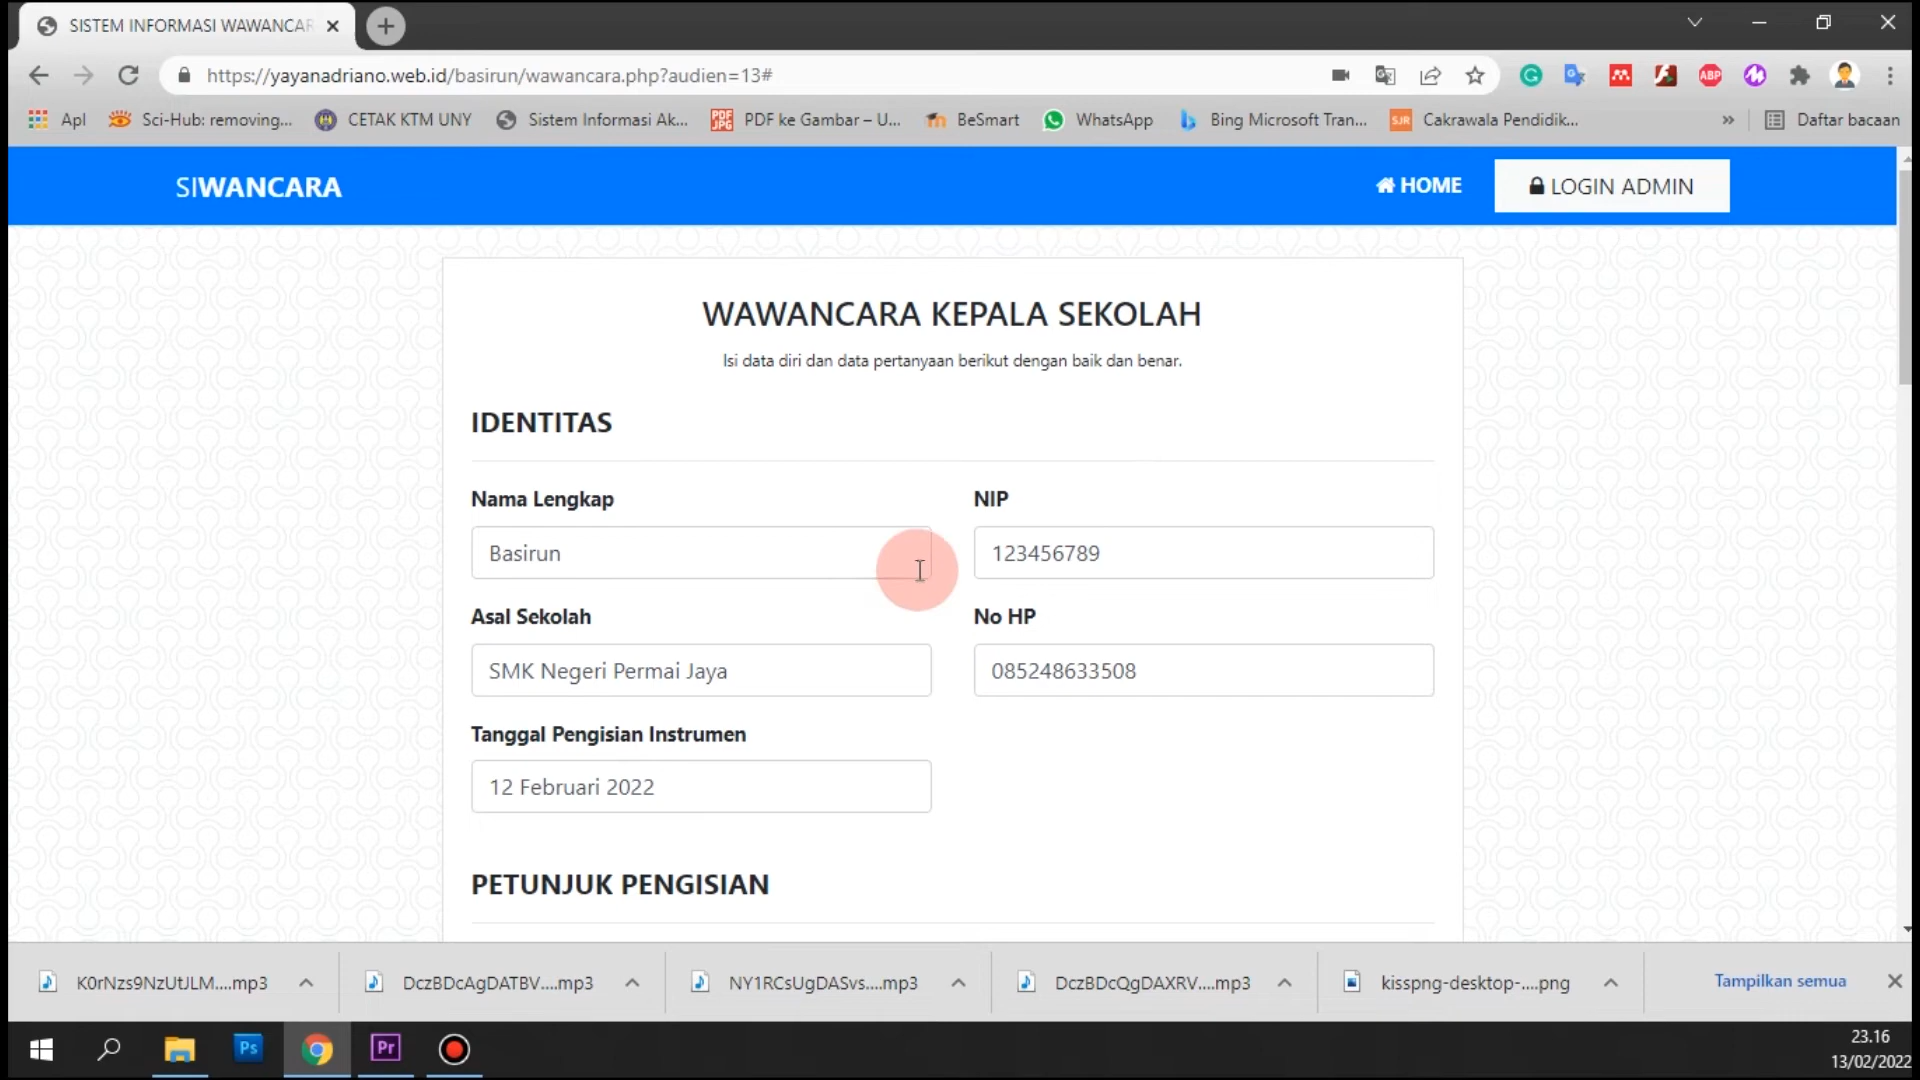 SISTEM INFORMASI WAWANCAR
https://yayanadriano.web.id/basirun/wawancara.php?audien=13#
Apl
Sci-Hub: removing...
CETAK KTM UNY
Sistem Informasi Ak...
PDF ke Gambar – U...
BeSmart
WhatsApp
Bing Microsoft Tran...
SJR
Cakrawala Pendidik...
»
Daftar bacaan
SIWANCARA
HOME
LOGIN ADMIN
WAWANCARA KEPALA SEKOLAH
Isi data diri dan data pertanyaan berikut dengan baik dan benar.
IDENTITAS
Nama Lengkap
NIP
Basirun
123456789
Asal Sekolah
No HP
SMK Negeri Permai Jaya
085248633508
Tanggal Pengisian Instrumen
12 Februari 2022
PETUNJUK PENGISIAN
K0rNzs9NzUtJLM....mp3
DczBDcAgDATBV....mp3
NY1RCsUgDASvs....mp3
DczBDcQgDAXRV....mp3
kisspng-desktop-....png
Tampilkan semua
Ps
Pr
23.16
13/02/2022